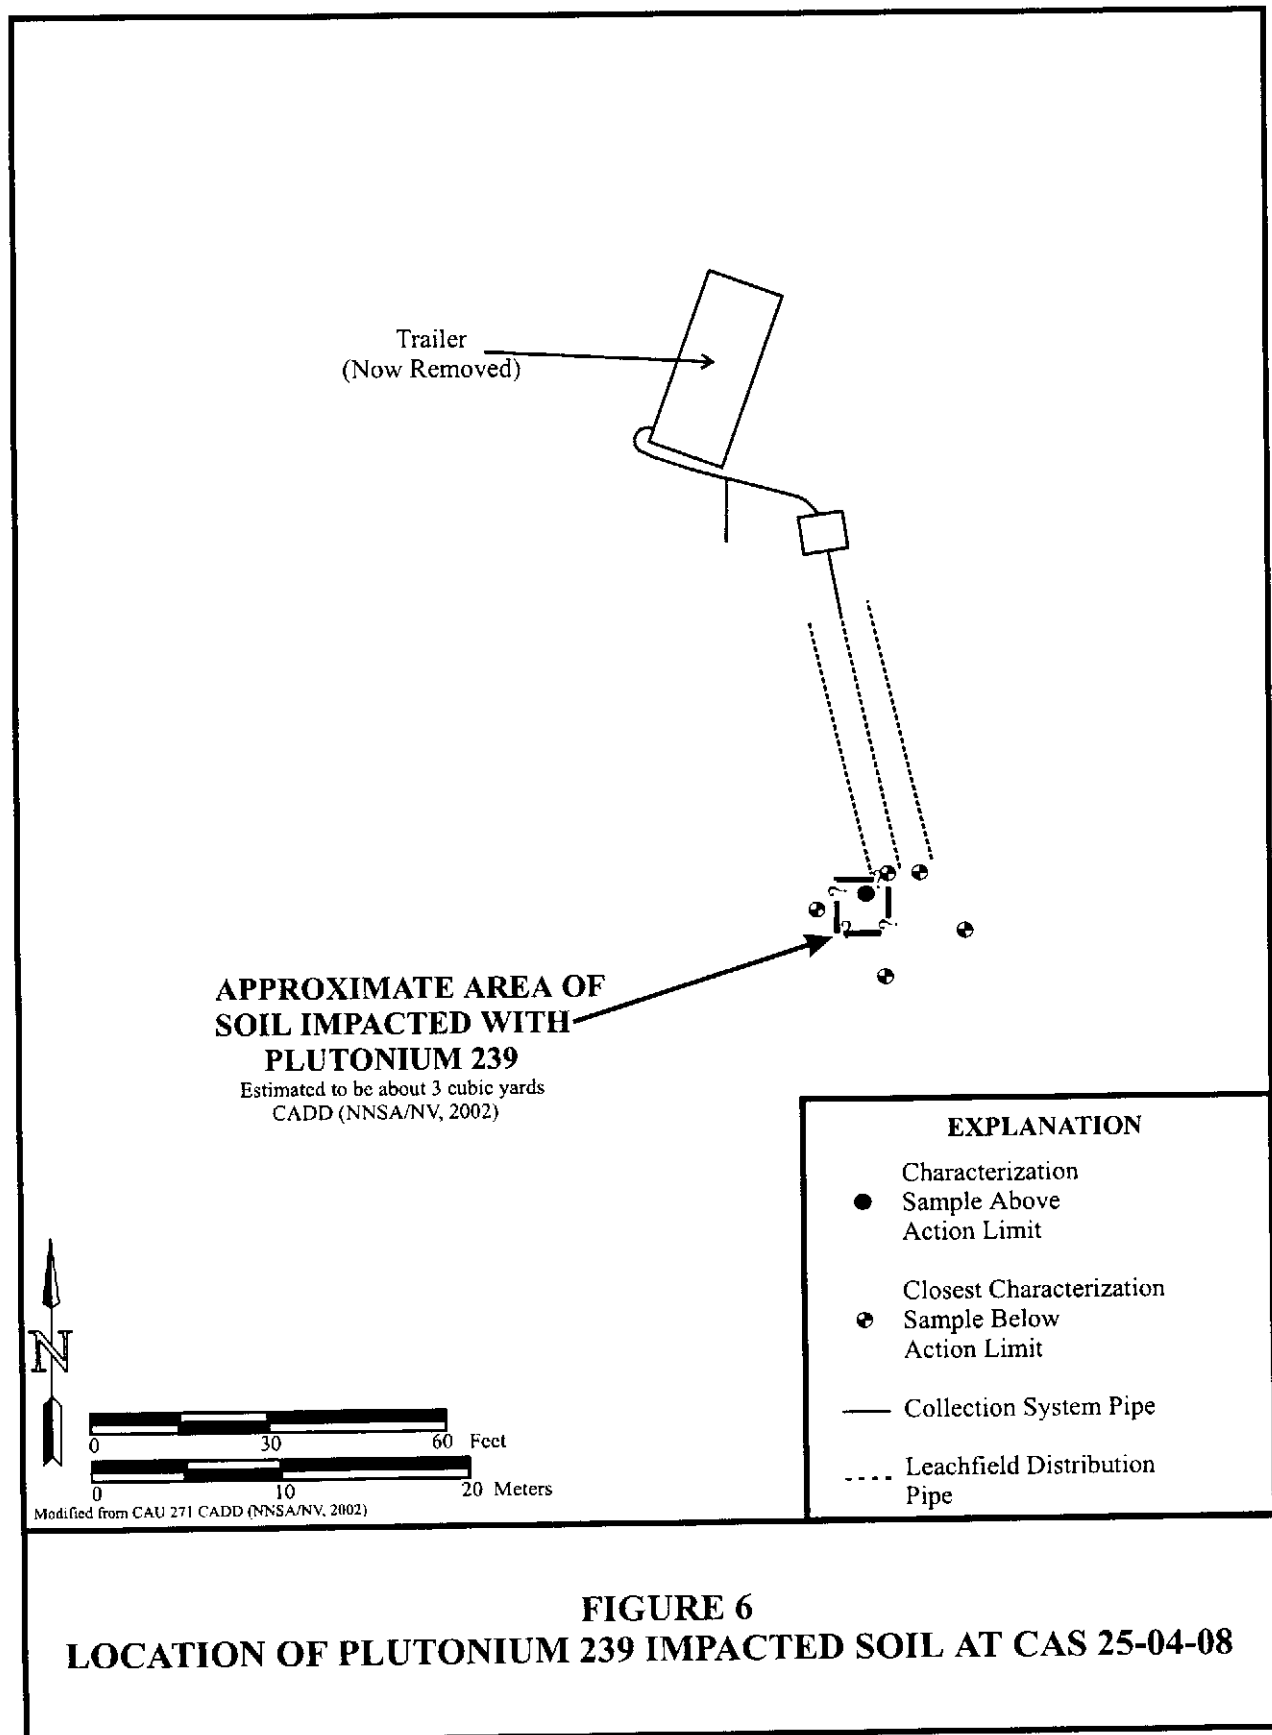 Trailer
(Now Removed)
?
?
?
?
APPROXIMATE AREA OF
SOIL IMPACTED WITH
PLUTONIUM 239
Estimated to be about 3 cubic yards
CADD (NNSA/NV, 2002)
EXPLANATION
Characterization
Sample Above
Action Limit
Closest Characterization
Sample Below
Action Limit
Collection System Pipe
Leachfield Distribution
Pipe
N
0 30 60 Feet
0 10 20 Meters
Modified from CAU 271 CADD (NNSA/NV, 2002)
FIGURE 6
LOCATION OF PLUTONIUM 239 IMPACTED SOIL AT CAS 25-04-08